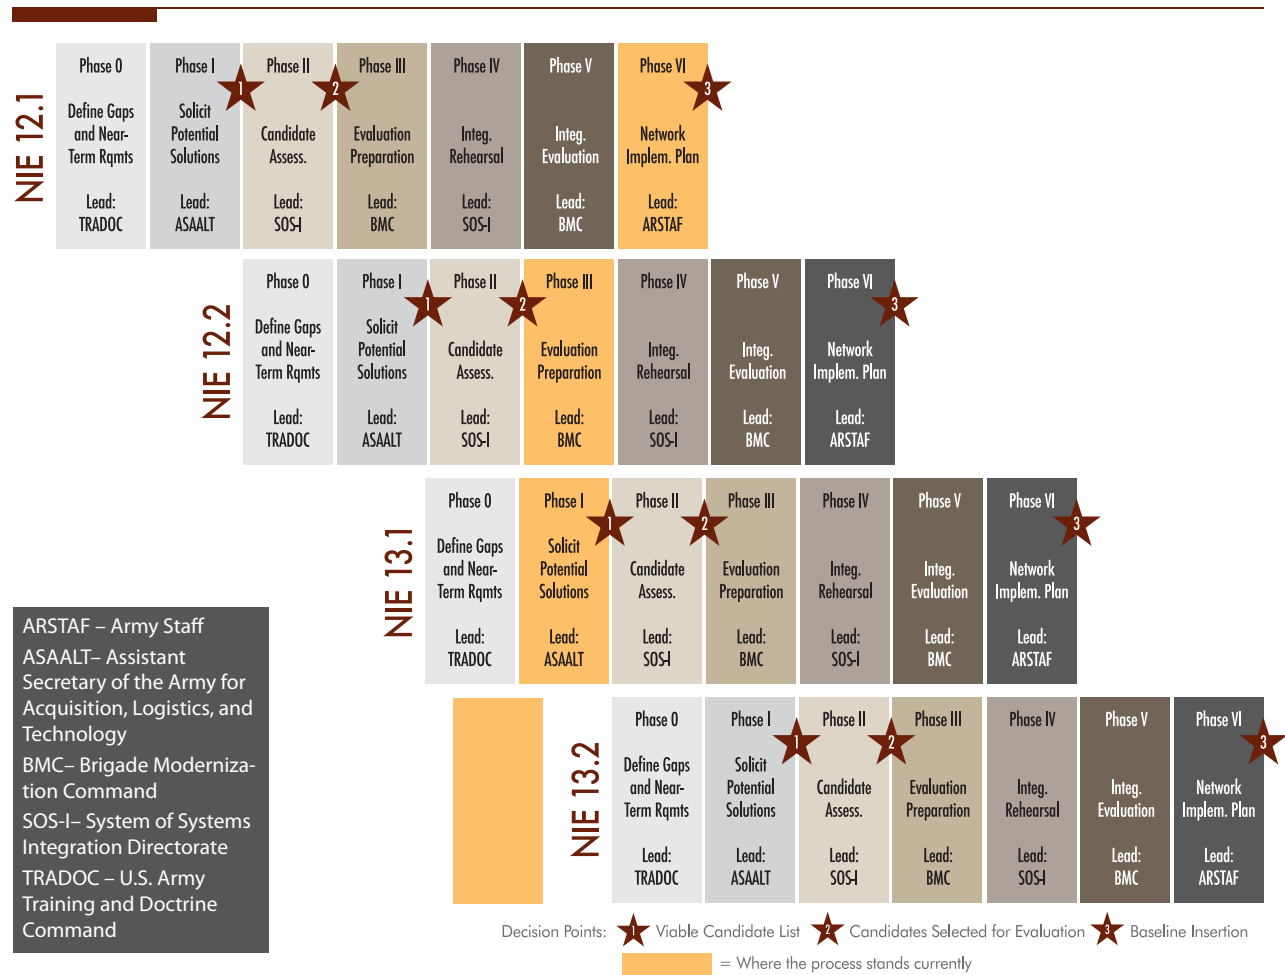 NIE 12.1
Phase 0
Define Gaps
and Near-
Term Rqmts
Lead:
TRADOC
Phase I
Solicit
Potential
Solutions
Lead:
ASAALT
1
Phase II
Candidate
Assess.
Lead:
SOS-I
2
Phase III
Evaluation
Preparation
Lead:
BMC
Phase IV
Integ.
Rehearsal
Lead:
SOS-I
Phase V
Integ.
Evaluation
Lead:
BMC
Phase VI
Network
Implem. Plan
Lead:
ARSTAF
3
NIE 12.2
Phase 0
Define Gaps
and Near-
Term Rqmts
Lead:
TRADOC
Phase I
Solicit
Potential
Solutions
Lead:
ASAALT
1
Phase II
Candidate
Assess.
Lead:
SOS-I
2
Phase III
Evaluation
Preparation
Lead:
BMC
Phase IV
Integ.
Rehearsal
Lead:
SOS-I
Phase V
Integ.
Evaluation
Lead:
BMC
Phase VI
Network
Implem. Plan
Lead:
ARSTAF
3
NIE 13.1
Phase 0
Define Gaps
and Near-
Term Rqmts
Lead:
TRADOC
Phase I
Solicit
Potential
Solutions
Lead:
ASAALT
1
Phase II
Candidate
Assess.
Lead:
SOS-I
2
Phase III
Evaluation
Preparation
Lead:
BMC
Phase IV
Integ.
Rehearsal
Lead:
SOS-I
Phase V
Integ.
Evaluation
Lead:
BMC
Phase VI
Network
Implem. Plan
Lead:
ARSTAF
3
NIE 13.2
Phase 0
Define Gaps
and Near-
Term Rqmts
Lead:
TRADOC
Phase I
Solicit
Potential
Solutions
Lead:
ASAALT
1
Phase II
Candidate
Assess.
Lead:
SOS-I
2
Phase III
Evaluation
Preparation
Lead:
BMC
Phase IV
Integ.
Rehearsal
Lead:
SOS-I
Phase V
Integ.
Evaluation
Lead:
BMC
Phase VI
Network
Implem. Plan
Lead:
ARSTAF
3
ARSTAF – Army Staff
ASAALT– Assistant
Secretary of the Army for
Acquisition, Logistics, and
Technology
BMC– Brigade Moderniza-
tion Command
SOS-I– System of Systems
Integration Directorate
TRADOC – U.S. Army
Training and Doctrine
Command
Decision Points: 1 Viable Candidate List 2 Candidates Selected for Evaluation 3 Baseline Insertion
= Where the process stands currently